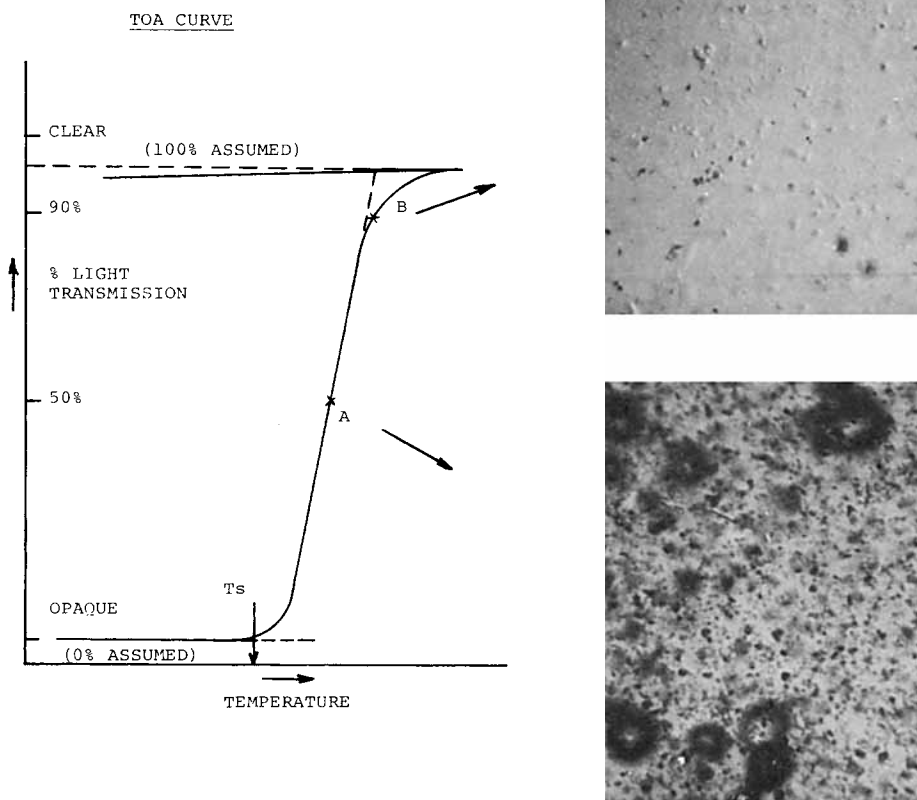 TOA CURVE
CLEAR
(100% ASSUMED)
90%
B
% LIGHT
TRANSMISSION
50%
A
Ts
OPAQUE
(0% ASSUMED)
TEMPERATURE